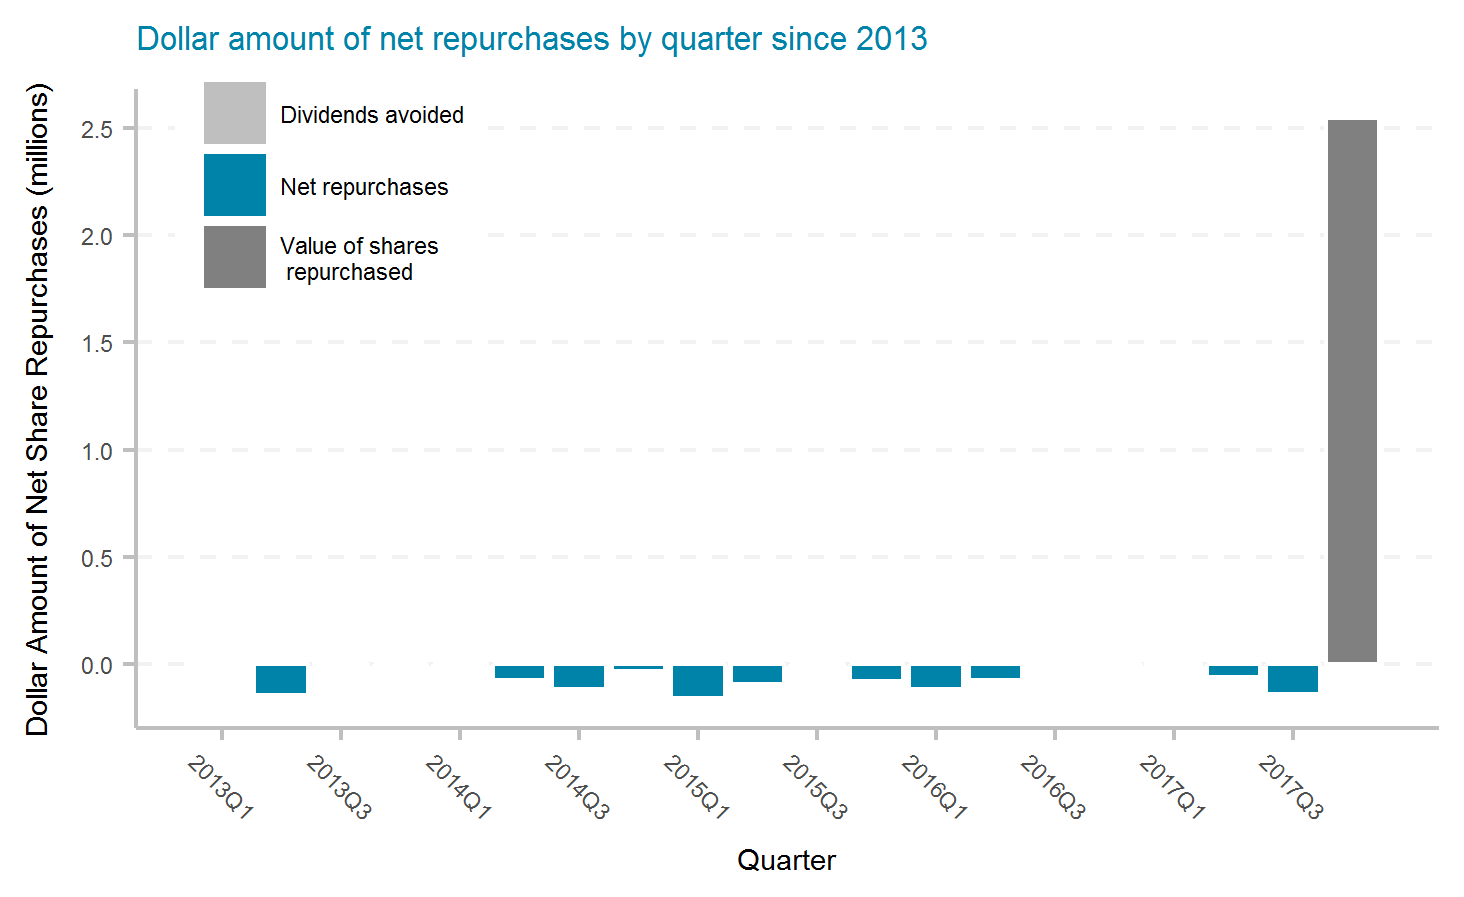 Dollar amount of net repurchases by quarter since 2013
Dividends avoided
Net repurchases
Value of shares
repurchased
Dollar Amount of Net Share Repurchases (millions)
2.5
2.0
1.5
1.0
0.5
0.0
2013Q1
2013Q3
2014Q1
2014Q3
2015Q1
2015Q3
2016Q1
2016Q3
2017Q1
2017Q3
Quarter